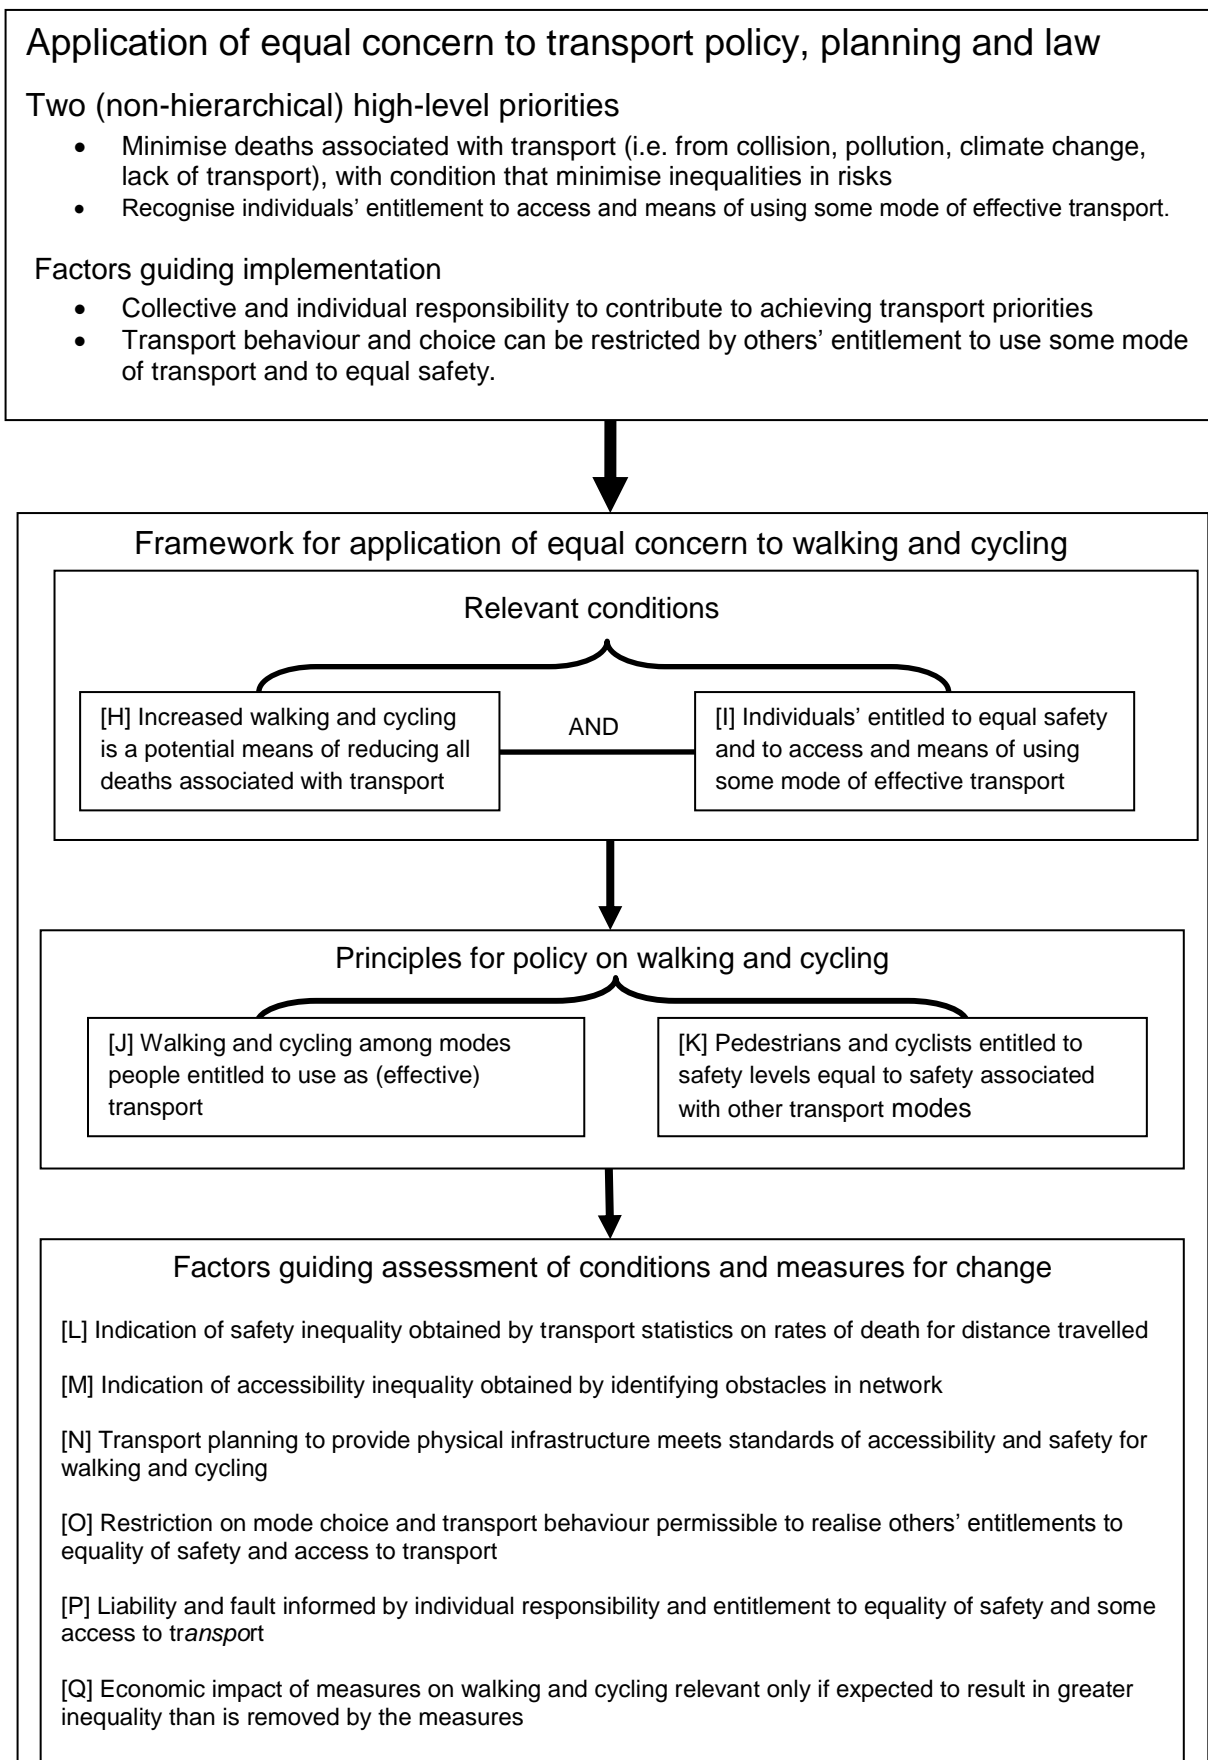 Application of equal concern to transport policy, planning and law
Two (non-hierarchical) high-level priorities
• Minimise deaths associated with transport (i.e. from collision, pollution, climate change,
lack of transport), with condition that minimise inequalities in risks
• Recognise individuals’ entitlement to access and means of using some mode of effective transport.
Factors guiding implementation
• Collective and individual responsibility to contribute to achieving transport priorities
• Transport behaviour and choice can be restricted by others’ entitlement to use some mode
of transport and to equal safety.
Framework for application of equal concern to walking and cycling
Relevant conditions
[H] Increased walking and cycling
is a potential means of reducing all
deaths associated with transport
AND
[I] Individuals’ entitled to equal safety
and to access and means of using
some mode of effective transport
Principles for policy on walking and cycling
[J] Walking and cycling among modes
people entitled to use as (effective)
transport
[K] Pedestrians and cyclists entitled to
safety levels equal to safety associated
with other transport modes
Factors guiding assessment of conditions and measures for change
[L] Indication of safety inequality obtained by transport statistics on rates of death for distance travelled
[M] Indication of accessibility inequality obtained by identifying obstacles in network
[N] Transport planning to provide physical infrastructure meets standards of accessibility and safety for
walking and cycling
[O] Restriction on mode choice and transport behaviour permissible to realise others’ entitlements to
equality of safety and access to transport
[P] Liability and fault informed by individual responsibility and entitlement to equality of safety and some
access to transport
[Q] Economic impact of measures on walking and cycling relevant only if expected to result in greater
inequality than is removed by the measures